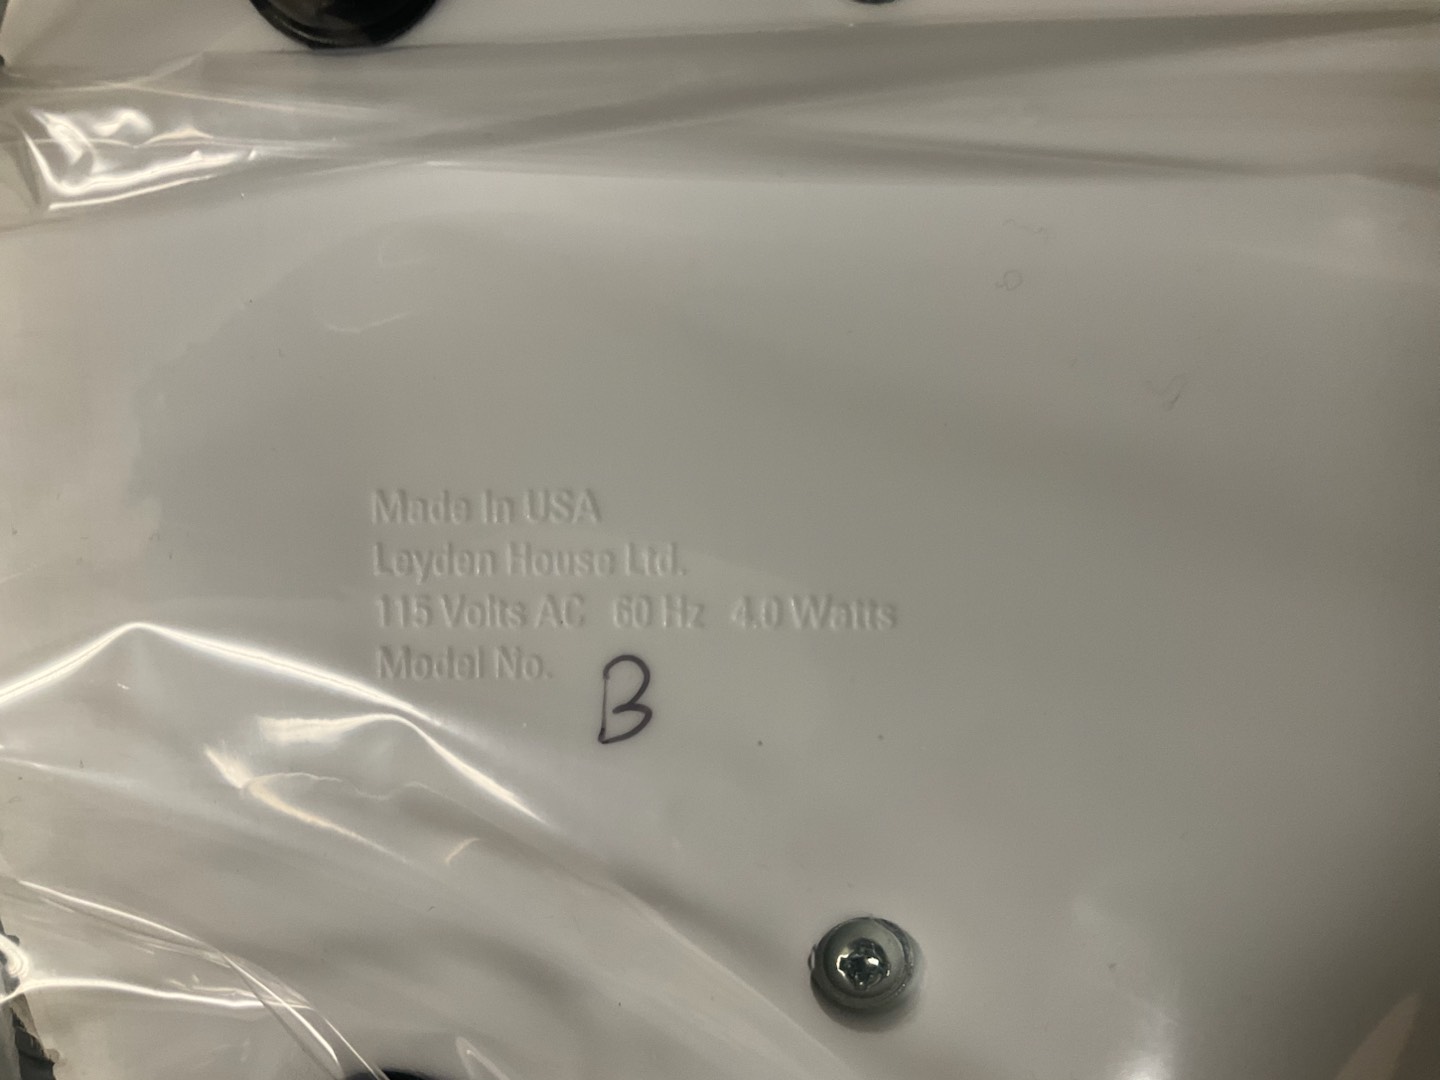 Made In USA
Leyden House Ltd.
115 Volts AC 60 Hz 4.0 Watts
Model No. B